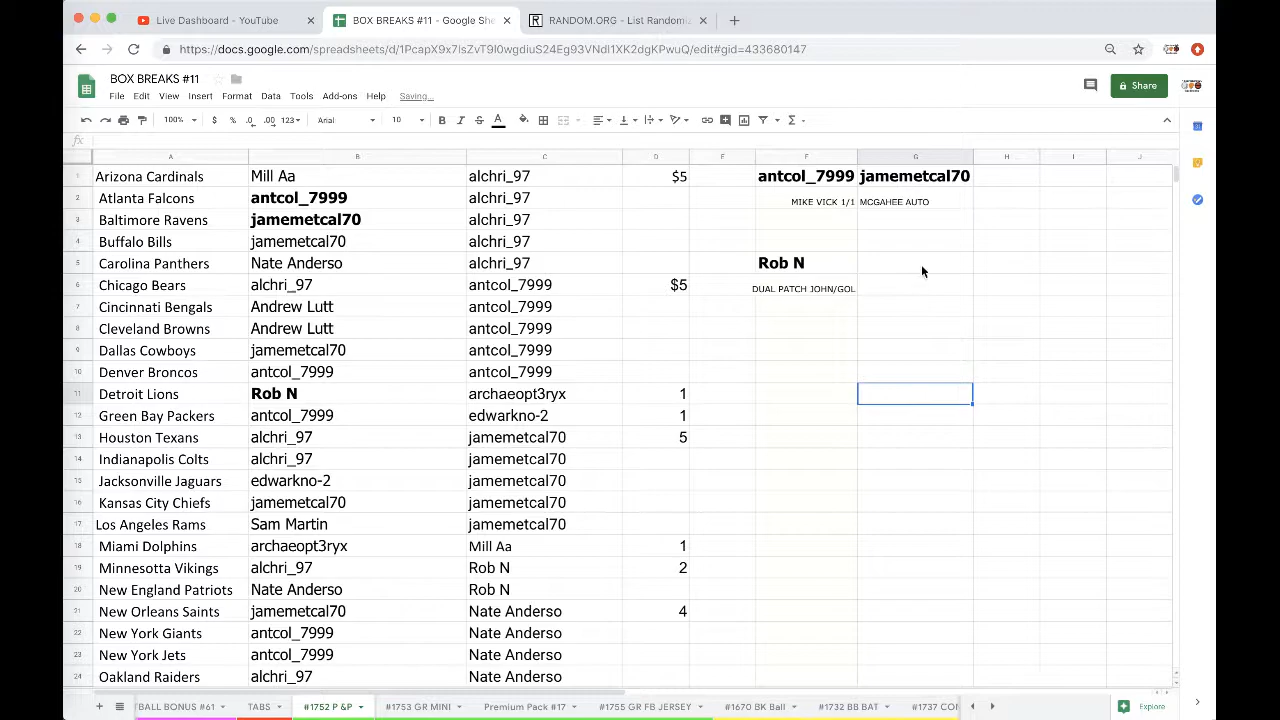 Live Dashboard - YouTube × BOX BREAKS #11 - Google She × RANDOM.ORG - List Randomi × +
https://docs.google.com/spreadsheets/d/1PcapX9x7lsZvT9l0wgdiuS24Eg93VNdl1XK2dgKPwuQ/edit#gid=433680147
BOX BREAKS #11
File Edit View Insert Format Data Tools Add-ons Help Saving...
Share
100% $ % .0 .00 123 Arial 10 B I S A
fx
A B C D E F G H I J
1 Arizona Cardinals Mill Aa alchri_97 $5 antcol_7999 jamemetcal70
2 Atlanta Falcons antcol_7999 alchri_97 MIKE VICK 1/1 MCGAHEE AUTO
3 Baltimore Ravens jamemetcal70 alchri_97
4 Buffalo Bills jamemetcal70 alchri_97
5 Carolina Panthers Nate Anderso alchri_97 Rob N
6 Chicago Bears alchri_97 antcol_7999 $5 DUAL PATCH JOHN/GOL
7 Cincinnati Bengals Andrew Lutt antcol_7999
8 Cleveland Browns Andrew Lutt antcol_7999
9 Dallas Cowboys jamemetcal70 antcol_7999
10 Denver Broncos antcol_7999 antcol_7999
11 Detroit Lions Rob N archaeopt3ryx 1
12 Green Bay Packers antcol_7999 edwarkno-2 1
13 Houston Texans alchri_97 jamemetcal70 5
14 Indianapolis Colts alchri_97 jamemetcal70
15 Jacksonville Jaguars edwarkno-2 jamemetcal70
16 Kansas City Chiefs jamemetcal70 jamemetcal70
17 Los Angeles Rams Sam Martin jamemetcal70
18 Miami Dolphins archaeopt3ryx Mill Aa 1
19 Minnesotta Vikings alchri_97 Rob N 2
20 New England Patriots Nate Anderso Rob N
21 New Orleans Saints jamemetcal70 Nate Anderso 4
22 New York Giants antcol_7999 Nate Anderso
23 New York Jets antcol_7999 Nate Anderso
24 Oakland Raiders alchri_97 Nate Anderso
+ BALL BONUS #61 TABS #1752 P &P #1753 GR MINI Premium Pack #17 #1755 GR FB JERSEY #1670 BK Ball #1732 BB BAT #1737 CO Explore